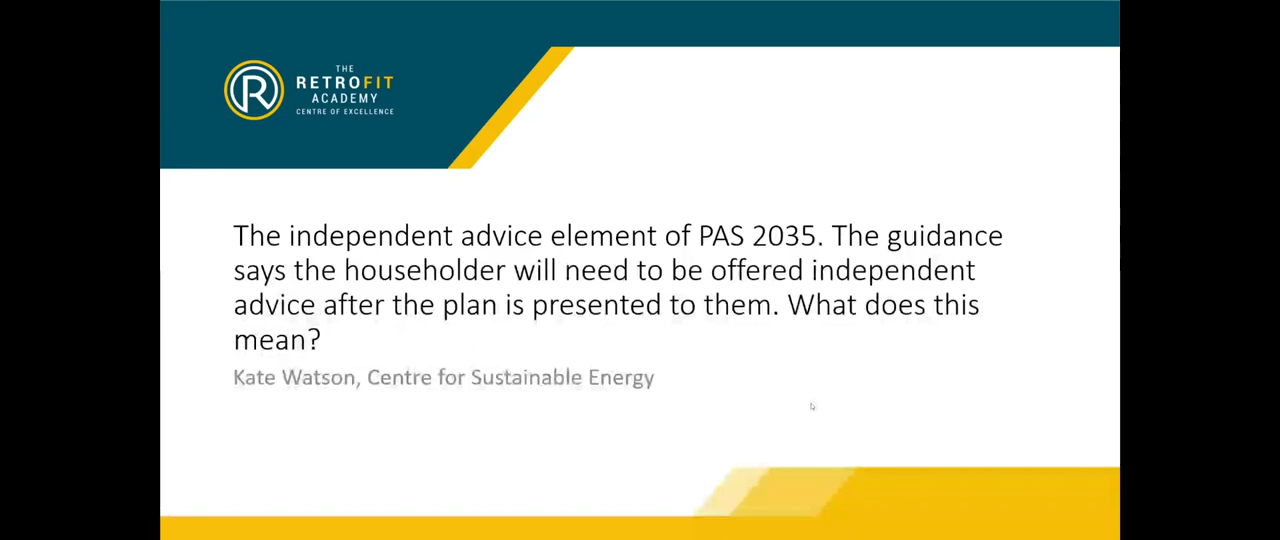 THE
RETROFIT
ACADEMY
CENTRE OF EXCELLENCE
The independent advice element of PAS 2035. The guidance
says the householder will need to be offered independent
advice after the plan is presented to them. What does this
mean?
Kate Watson, Centre for Sustainable Energy